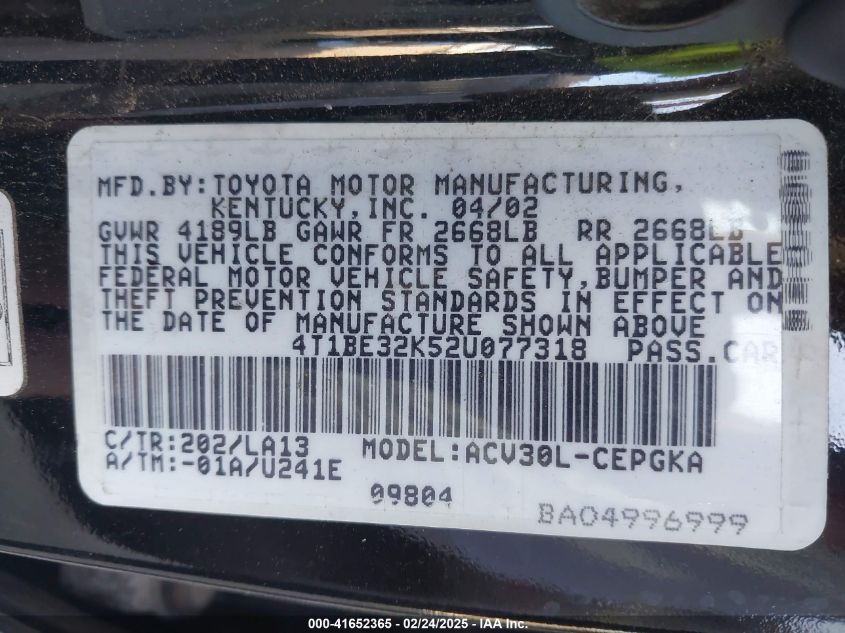 MFD.BY:TOYOTA MOTOR MANUFACTURING,
KENTUCKY,INC. 04/02
GVWR 4189LB GAWR FR 2668LB RR 2668LB
THIS VEHICLE CONFORMS TO ALL APPLICABLE
FEDERAL MOTOR VEHICLE SAFETY,BUMPER AND
THEFT PREVENTION STANDARDS IN EFFECT ON
THE DATE OF MANUFACTURE SHOWN ABOVE
4T1BE32K52U077318 PASS.CAR
C/TR:202/LA13 MODEL:ACV30L-CEPGKA
A/TM:-01A/U241E
09804
BA04996999
000-41652365 - 02/24/2025 - IAA Inc.